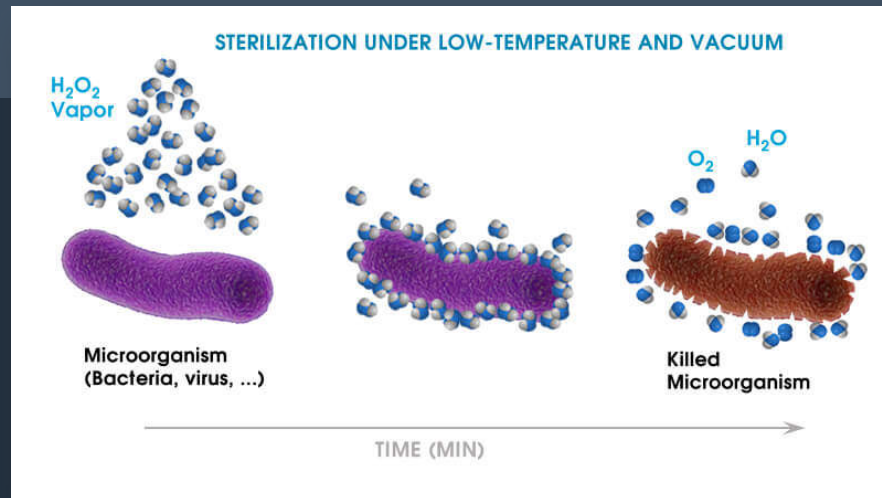 STERILIZATION UNDER LOW-TEMPERATURE AND VACUUM
H₂O₂
Vapor
H₂O
O₂
Microorganism
(Bacteria, virus, ...)
Killed
Microorganism
TIME (MIN)